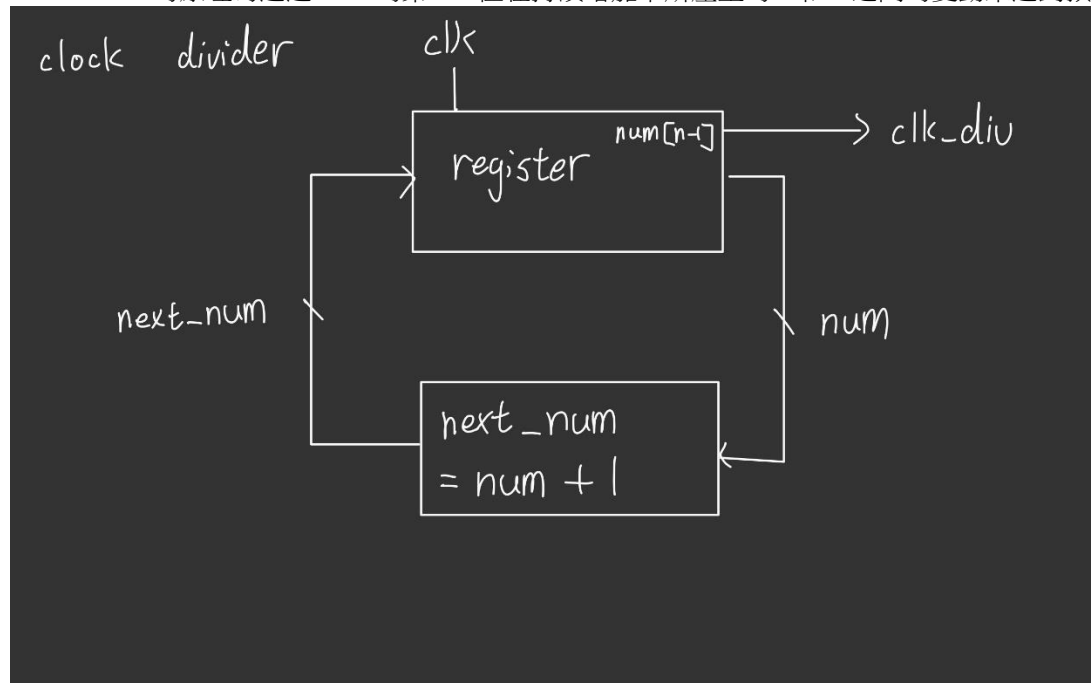 clock divider
clk
num[n-1]
register
clk_div
next_num
num
next_num
= num + 1